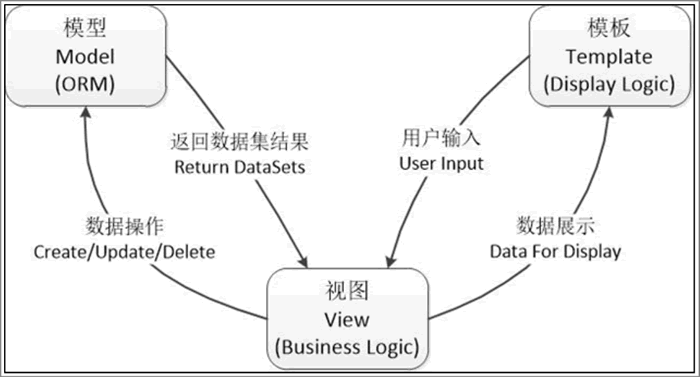 模型
Model
(ORM)
模板
Template
(Display Logic)
返回数据集结果
Return DataSets
用户输入
User Input
数据操作
Create/Update/Delete
数据展示
Data For Display
视图
View
(Business Logic)